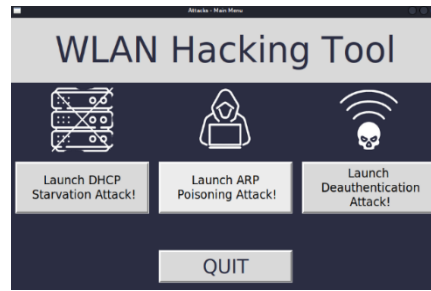 Attacks - Main Menu
WLAN Hacking Tool
Launch DHCP
Starvation Attack!
Launch ARP
Poisoning Attack!
Launch
Deauthentication
Attack!
QUIT